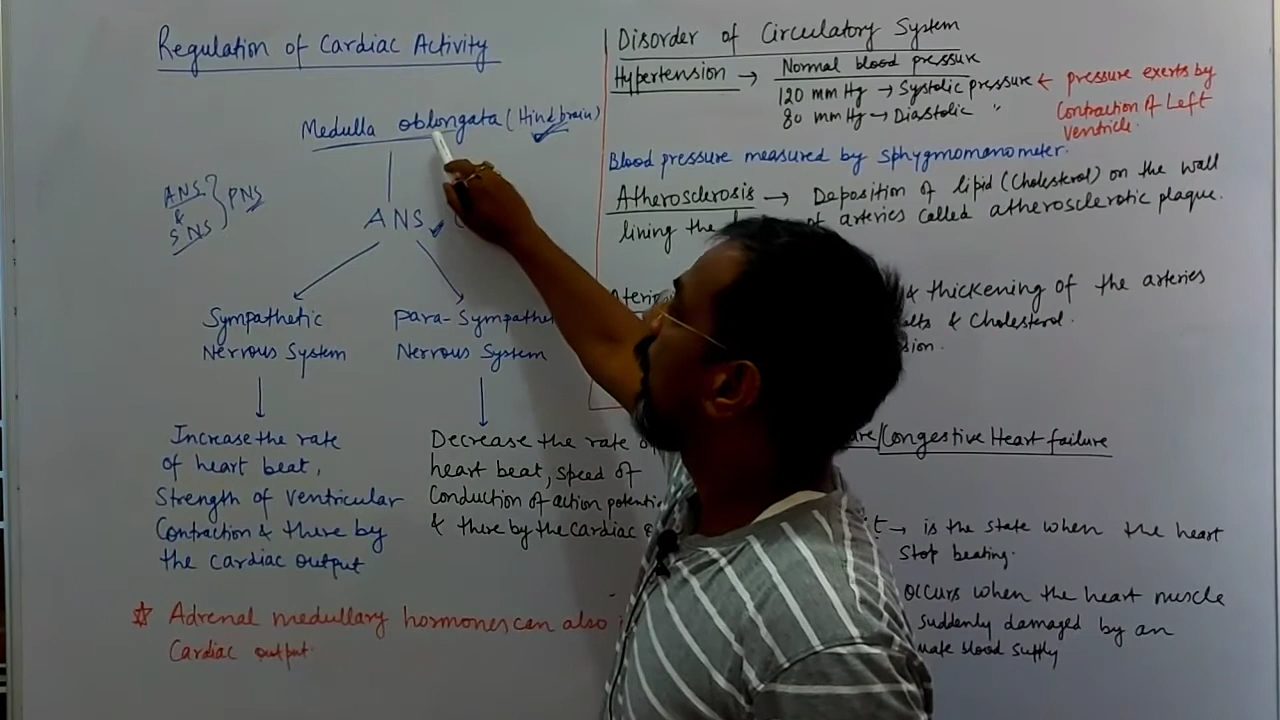 Regulation of Cardiac Activity
Medulla oblongata (Hind brain)
ANS
&
SNS
PNS
ANS
Sympathetic
Nervous System
Para-Sympathe
Nervous System
Increase the rate
of heart beat,
Strength of ventricular
Contraction & there by
the cardiac output
Decrease the rate
heart beat, Speed of
Conduction of action potenti
& there by the cardiac
☆ Adrenal medullary hormones can also
Cardiac output.
Disorder of Circulatory System
Hypertension → Normal blood pressure
120 mm Hg → Systolic pressure ← pressure exerts by
80 mm Hg → Diastolic "
Contraction of Left
Ventricle.
Blood pressure measured by Sphygmomanometer.
Atherosclerosis → Deposition of lipid (Cholesterol) on the wall
lining the of arteries called atherosclerotic plaque.
& thickening of the arteries
& Cholesterol.
/Congestive Heart failure
→ is the state when the heart
Stop beating.
occurs when the heart muscle
suddenly damaged by an
blood supply